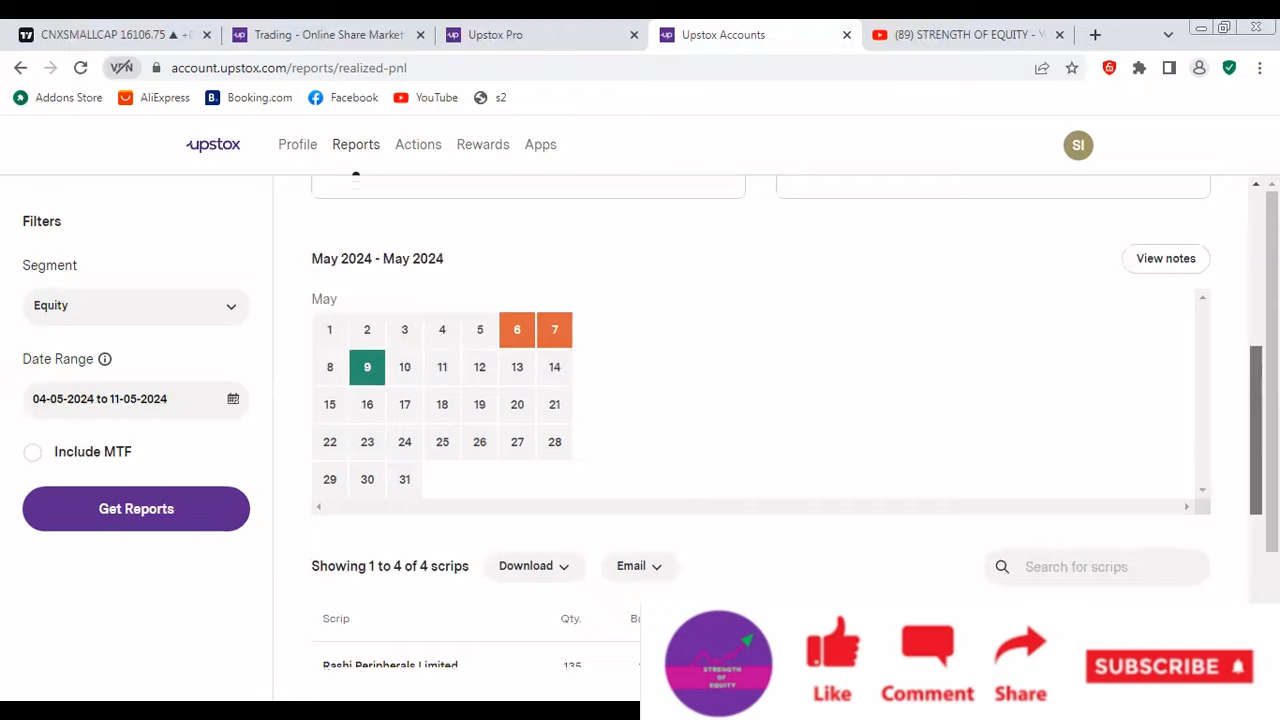 CNXSMALLCAP 16106.75 ▲ +
Trading - Online Share Market
Upstox Pro
Upstox Accounts
(89) STRENGTH OF EQUITY -
VPN
account.upstox.com/reports/realized-pnl
Addons Store
AliExpress
Booking.com
Facebook
YouTube
s2
upstox
Profile
Reports
Actions
Rewards
Apps
SI
Filters
Segment
Equity
Date Range
04-05-2024 to 11-05-2024
Include MTF
Get Reports
May 2024 - May 2024
View notes
May
1 2 3 4 5 6 7
8 9 10 11 12 13 14
15 16 17 18 19 20 21
22 23 24 25 26 27 28
29 30 31
Showing 1 to 4 of 4 scrips
Download
Email
Search for scrips
Scrip Qty.
Rashi Peripherals Limited 135
STRENGTH
OF
EQUITY
Like
Comment
Share
SUBSCRIBE